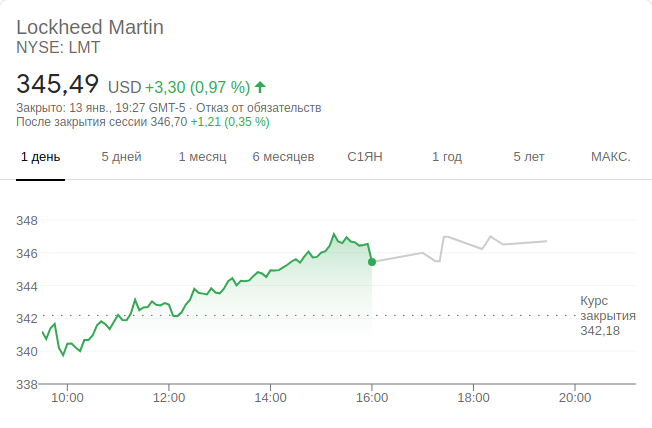 Lockheed Martin
NYSE: LMT
345,49 USD +3,30 (0,97 %)
Закрыто: 13 янв., 19:27 GMT-5 · Отказ от обязательств
После закрытия сессии 346,70 +1,21 (0,35 %)
1 день 5 дней 1 месяц 6 месяцев С1ЯН 1 год 5 лет МАКС.
348
346
344
342
340
338
Курс
закрытия
342,18
10:00 12:00 14:00 16:00 18:00 20:00